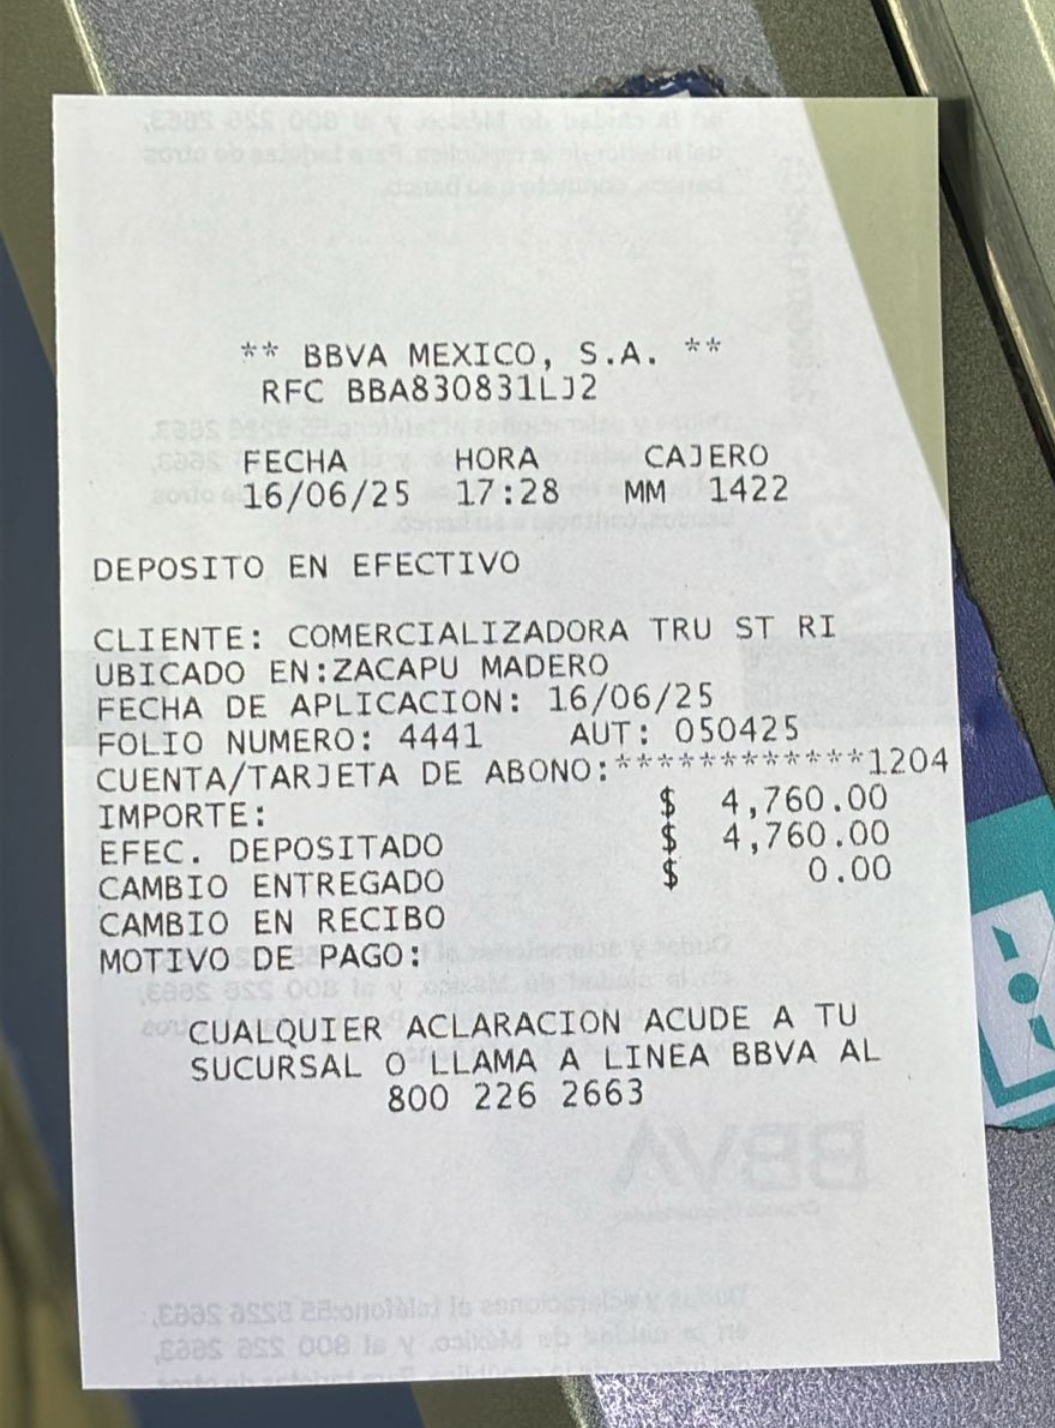 ** BBVA MEXICO, S.A. **
RFC BBA830831LJ2
FECHA HORA CAJERO
16/06/25 17:28 MM 1422
DEPOSITO EN EFECTIVO
CLIENTE: COMERCIALIZADORA TRU ST RI
UBICADO EN:ZACAPU MADERO
FECHA DE APLICACION: 16/06/25
FOLIO NUMERO: 4441 AUT: 050425
CUENTA/TARJETA DE ABONO:************1204
IMPORTE: $ 4,760.00
EFEC. DEPOSITADO $ 4,760.00
CAMBIO ENTREGADO $ 0.00
CAMBIO EN RECIBO
MOTIVO DE PAGO:
CUALQUIER ACLARACION ACUDE A TU
SUCURSAL O LLAMA A LINEA BBVA AL
800 226 2663
BBVA